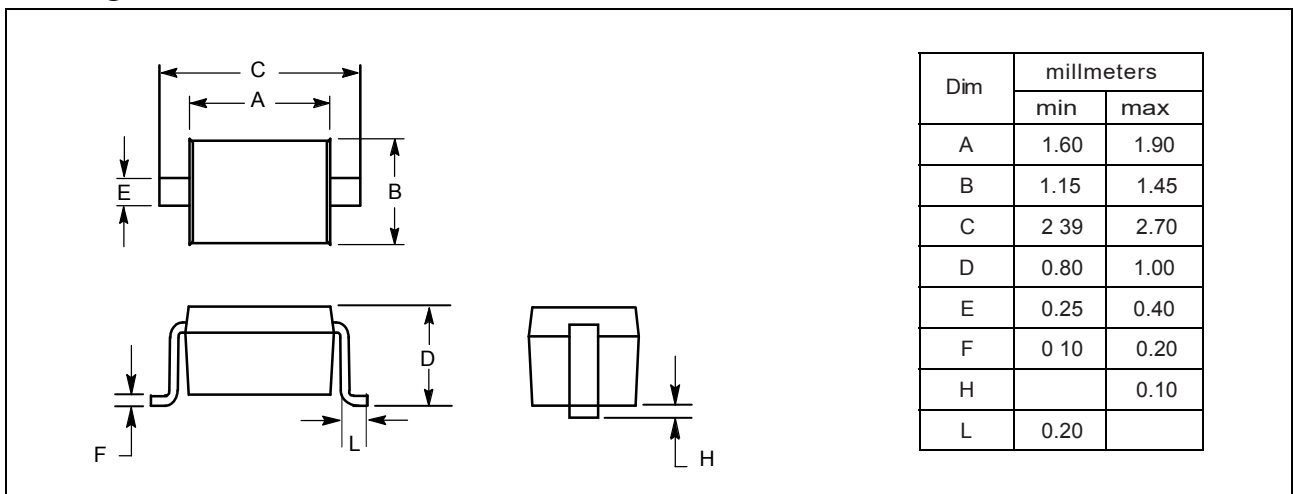 C
A
E
B
D
F
L
H
Dim millmeters
min max
A 1.60 1.90
B 1.15 1.45
C 2 39 2.70
D 0.80 1.00
E 0.25 0.40
F 0 10 0.20
H 0.10
L 0.20